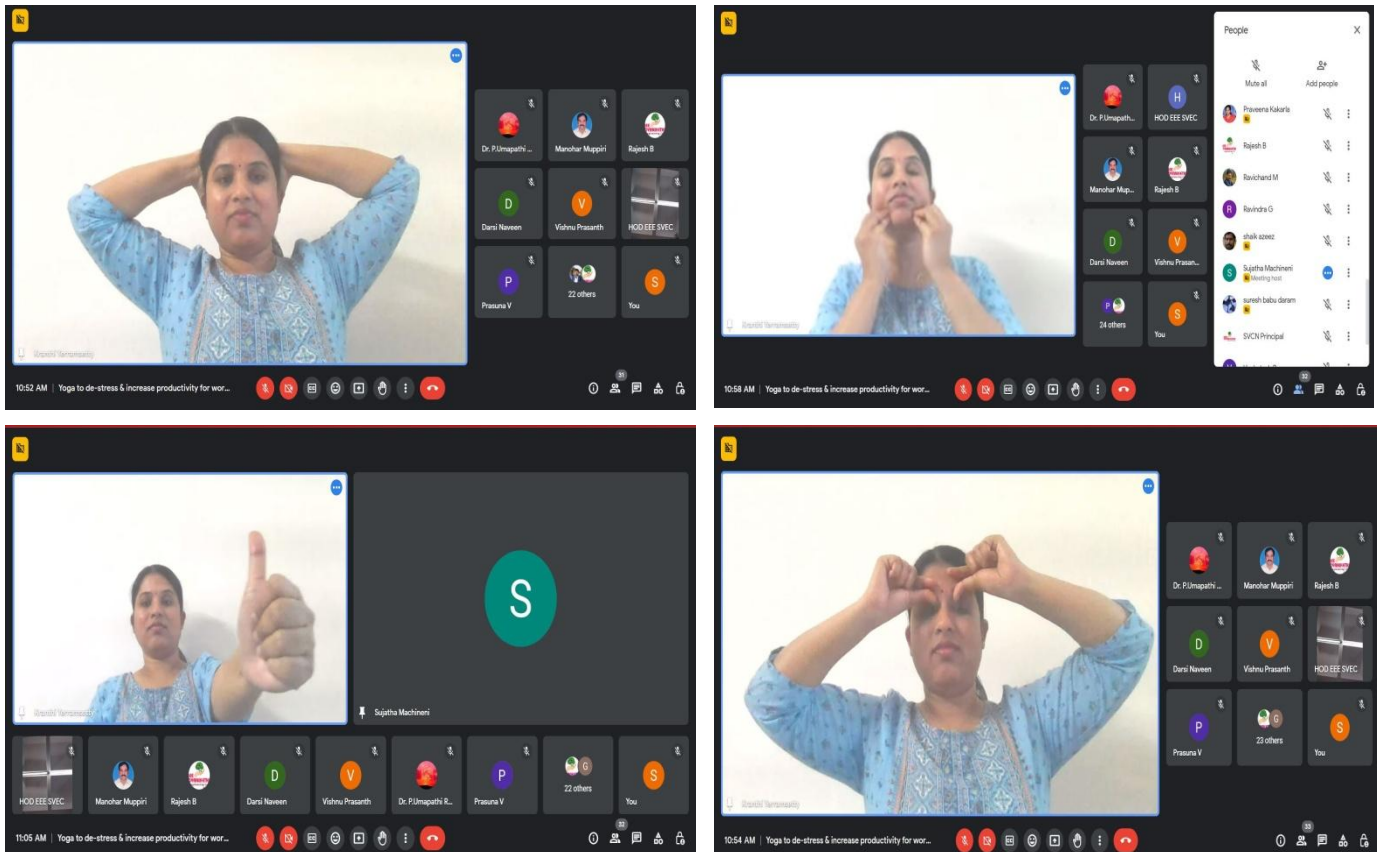 Dr. P.Umapathi ...
Manohar Muppiri
Rajesh B
D
V
Darsi Naveen
Vishnu Prasanth
HOD EEE SVEC
P
S
Prasuna V
22 others
You
10:52 AM | Yoga to de-stress & increase productivity for wor...
31
H
Dr. P.Umapath...
HOD EEE SVEC
Manohar Mup...
Rajesh B
D
V
Darsi Naveen
Vishnu Prasan...
P
S
24 others
You
People
Mute all
Add people
Praveena Kakarla
Rajesh B
Ravichand M
R
Ravindra G
shaik azeez
S
Sujatha Machineni
Meeting host
suresh babu daram
SVCN Principal
10:58 AM | Yoga to de-stress & increase productivity for wor...
32
Kranthi Yerramreddy
S
Sujatha Machineni
D
V
P
G
S
HOD EEE SVEC
Manohar Muppiri
Rajesh B
Darsi Naveen
Vishnu Prasanth
Dr. P.Umapathi R...
Prasuna V
22 others
You
11:05 AM | Yoga to de-stress & increase productivity for wor...
32
Dr. P.Umapathi ...
Manohar Muppiri
Rajesh B
D
V
Darsi Naveen
Vishnu Prasanth
HOD EEE SVEC
P
G
S
Prasuna V
23 others
You
10:54 AM | Yoga to de-stress & increase productivity for wor...
33